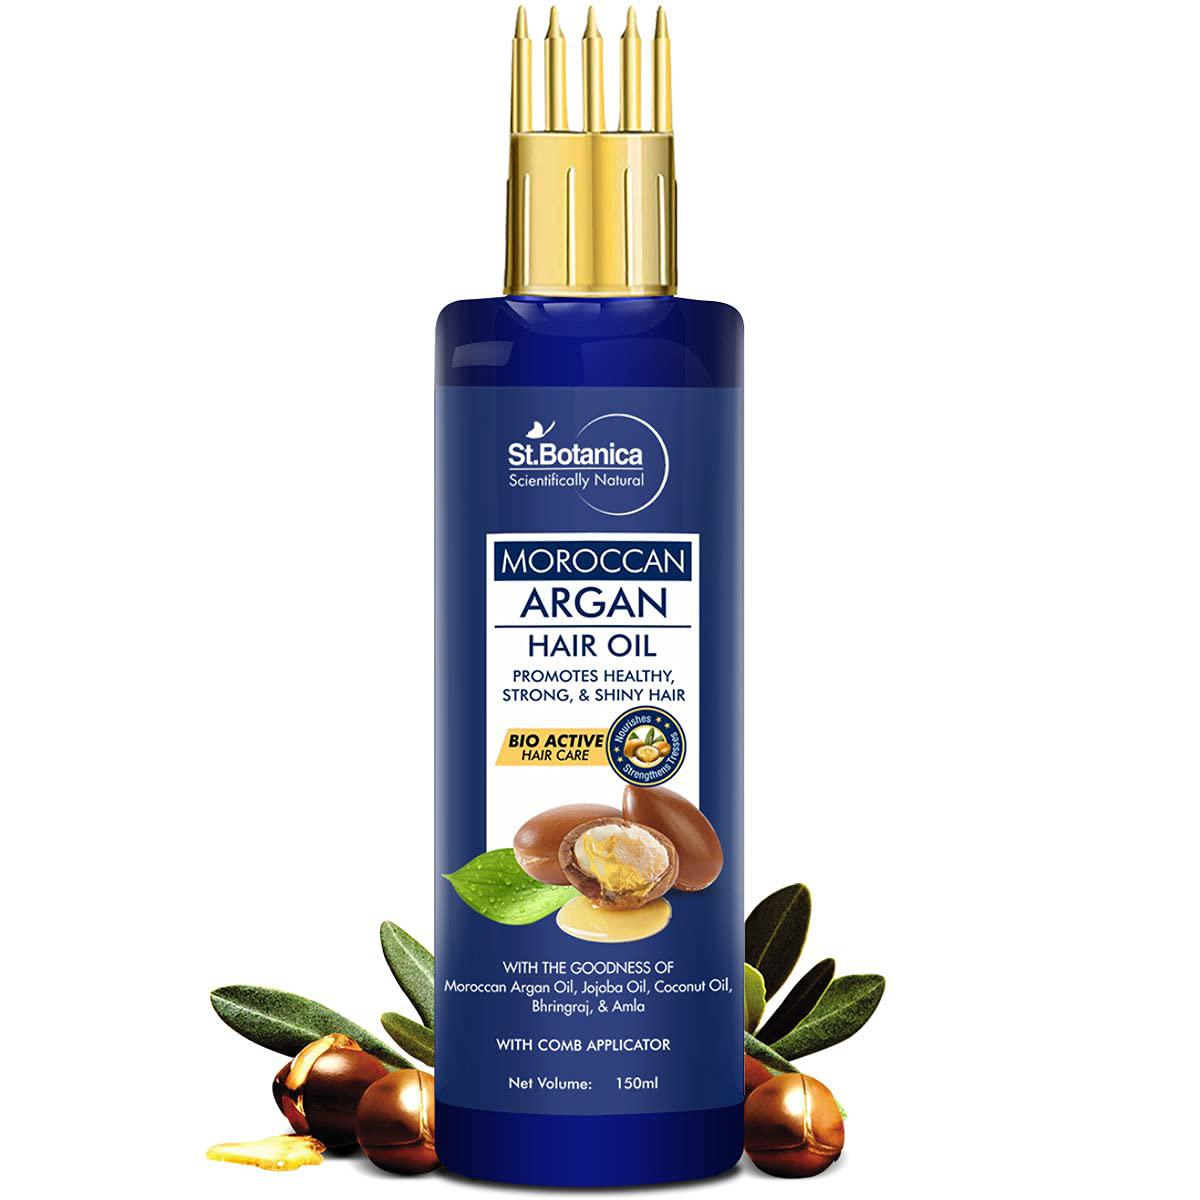 St.Botanica
Scientifically Natural
MOROCCAN
ARGAN
HAIR OIL
PROMOTES HEALTHY,
STRONG, & SHINY HAIR
BIO ACTIVE
HAIR CARE
Nourishes
Strengthens Tresses
WITH THE GOODNESS OF
Moroccan Argan Oil, Jojoba Oil, Coconut Oil,
Bhringraj, & Amla
WITH COMB APPLICATOR
Net Volume: 150ml